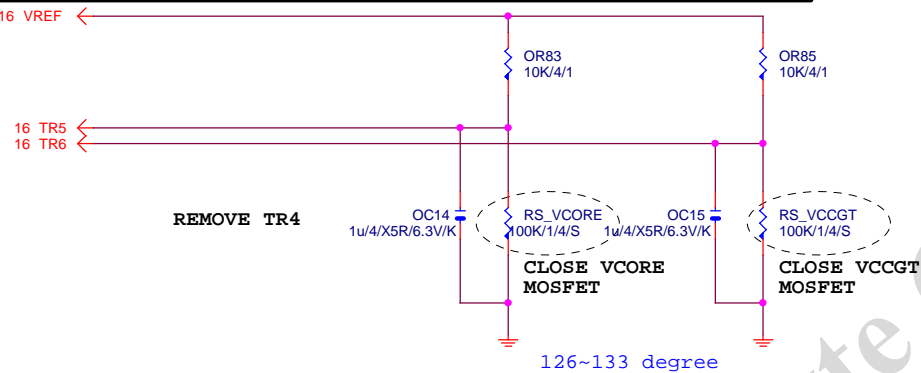 16 VREF
OR83
10K/4/1
OR85
10K/4/1
16 TR5
16 TR6
REMOVE TR4
OC14
1u/4/X5R/6.3V/K
RS_VCORE
100K/1/4/S
OC15
1u/4/X5R/6.3V/K
RS_VCCGT
100K/1/4/S
CLOSE VCORE
MOSFET
CLOSE VCCGT
MOSFET
126~133 degree